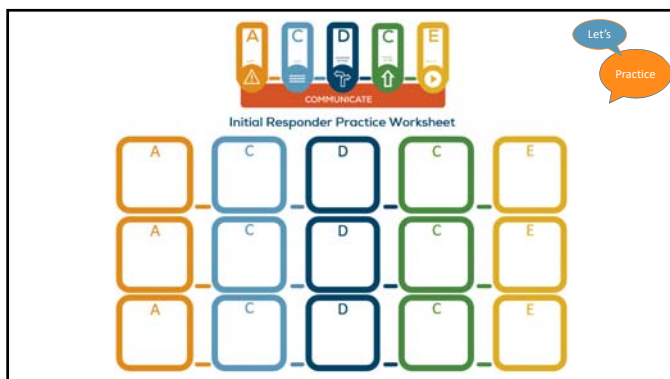 A C D C E
Let's
Practice
COMMUNICATE
Initial Responder Practice Worksheet
A C D C E
A C D C E
A C D C E